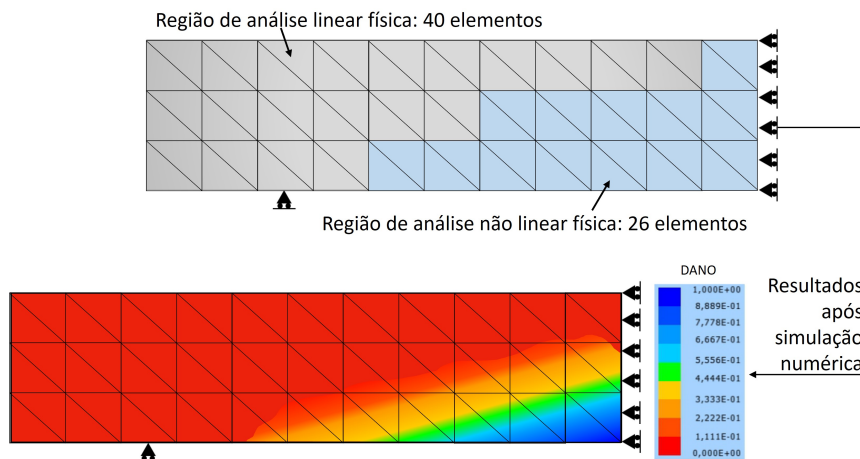 Região de análise linear física: 40 elementos
Região de análise não linear física: 26 elementos
DANO
1,000E+00
8,889E-01
7,778E-01
6,667E-01
5,556E-01
4,444E-01
3,333E-01
2,222E-01
1,111E-01
0,000E+00
Resultados
após
simulação
numérica